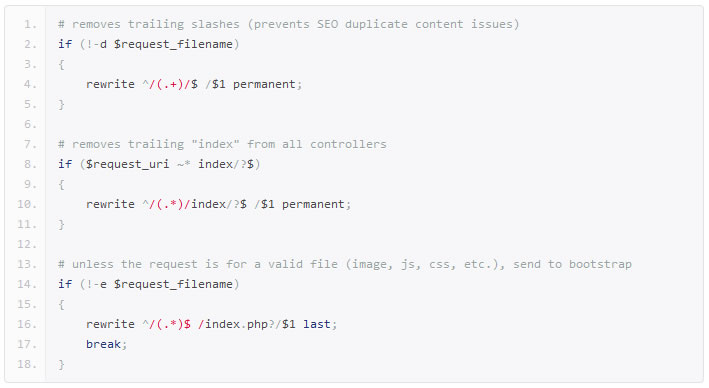 1. # removes trailing slashes (prevents SEO duplicate content issues)
2. if (!-d $request_filename)
3. {
4. rewrite ^/(.+)/$ /$1 permanent;
5. }
6.
7. # removes trailing "index" from all controllers
8. if ($request_uri ~* index/?$)
9. {
10. rewrite ^/(.*)/index/?$ /$1 permanent;
11. }
12.
13. # unless the request is for a valid file (image, js, css, etc.), send to bootstrap
14. if (!-e $request_filename)
15. {
16. rewrite ^/(.*)$ /index.php?/$1 last;
17. break;
18. }